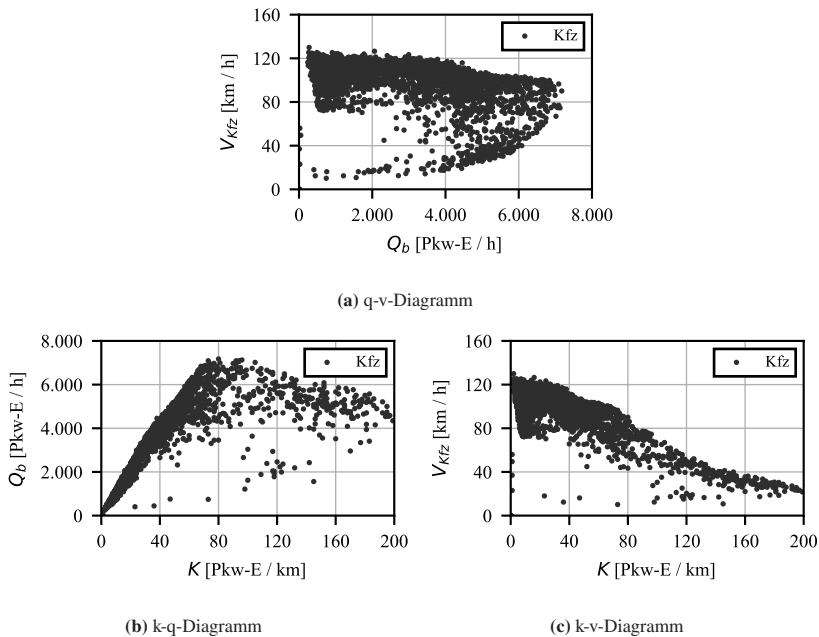 160
120
80
40
0
V_Kfz [km / h]
Kfz
0 2.000 4.000 6.000 8.000
Q_b [Pkw-E / h]
(a) q-v-Diagramm
8.000
6.000
4.000
2.000
0
Q_b [Pkw-E / h]
Kfz
0 40 80 120 160 200
K [Pkw-E / km]
(b) k-q-Diagramm
160
120
80
40
0
V_Kfz [km / h]
Kfz
0 40 80 120 160 200
K [Pkw-E / km]
(c) k-v-Diagramm